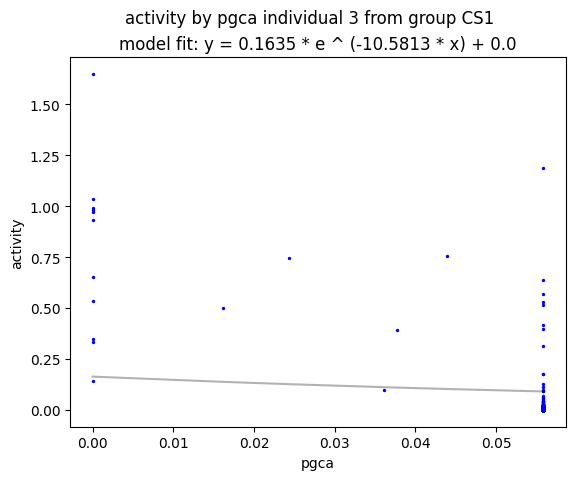 activity by pgca individual 3 from group CS1
model fit: y = 0.1635 * e ^ (-10.5813 * x) + 0.0
1.50
1.25
1.00
0.75
0.50
0.25
0.00
activity
0.00 0.01 0.02 0.03 0.04 0.05
pgca